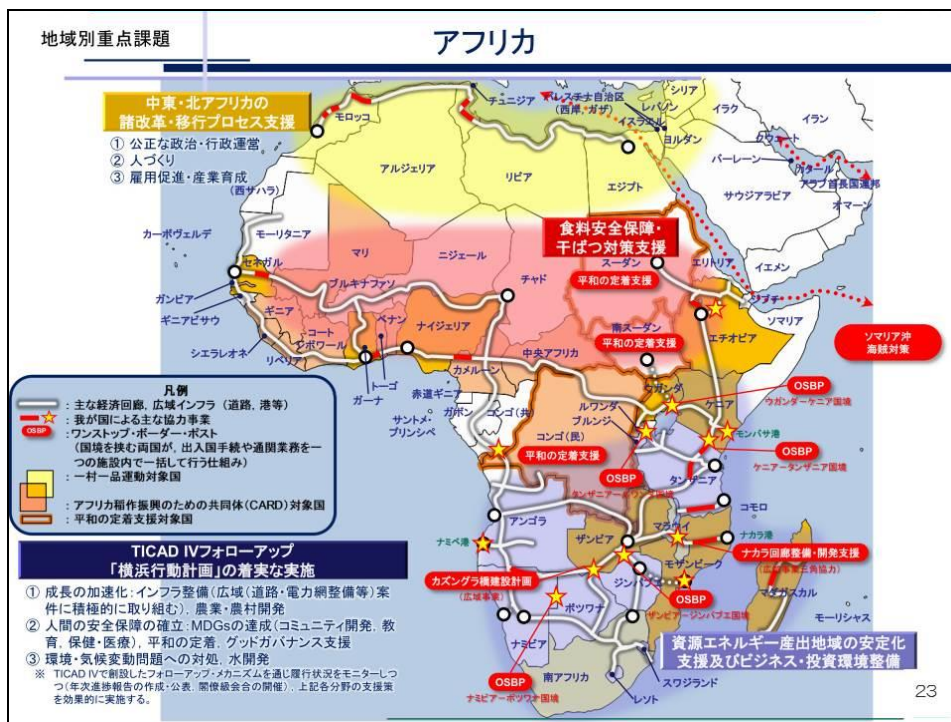 地域別重点課題
アフリカ
中東・北アフリカの
諸改革・移行プロセス支援
① 公正な政治・行政運営
② 人づくり
③ 雇用促進・産業育成
モロッコ
チュニジア
パレスチナ自治区
(西岸、ガザ)
シリア
レバノン
イスラエル
ヨルダン
イラク
イラン
クウェート
バーレーン
カタール
アラブ首長国連邦
サウジアラビア
オマーン
イエメン
アルジェリア
リビア
エジプト
(西サハラ)
カーボヴェルデ
モーリタニア
マリ
ニジェール
チャド
食料安全保障・
干ばつ対策支援
スーダン
平和の定着支援
エリトリア
ジブチ
ソマリア
エチオピア
ソマリア沖
海賊対策
セネガル
ガンビア
ギニアビサウ
ギニア
シエラレオネ
リベリア
コート
ジボワール
ブルキナファソ
ベナン
トーゴ
ガーナ
ナイジェリア
カメルーン
中央アフリカ
南スーダン
平和の定着支援
赤道ギニア
サントメ・
プリンシペ
ガボン
コンゴ(共)
コンゴ(民)
平和の定着支援
ウガンダ
ルワンダ
ブルンジ
ケニア
OSBP
ウガンダーケニア国境
モンバサ港
OSBP
ケニアータンザニア国境
OSBP
タンザニアールワンダ国境
タンザニア
コモロ
凡例
: 主な経済回廊, 広域インフラ (道路, 港等)
: 我が国による主な協力事業
OSBP
: ワンストップ・ボーダー・ポスト
(国境を挟む両国が、出入国手続や通関業務を一
つの施設内で一括して行う仕組み)
: 一村一品運動対象国
: アフリカ稲作振興のための共同体(CARD)対象国
: 平和の定着支援対象国
アンゴラ
ナミベ港
ザンビア
マラウイ
ナカラ港
ナカラ回廊整備・開発支援
(広域事業三角協力)
モザンビーク
マダガスカル
モーリシャス
カズングラ橋建設計画
(広域事業)
ジンバブエ
OSBP
ザンビアージンバブエ国境
ボツワナ
ナミビア
OSBP
ナミビアーボツワナ国境
南アフリカ
レソト
スワジランド
資源エネルギー産出地域の安定化
支援及びビジネス・投資環境整備
TICAD IVフォローアップ
「横浜行動計画」の着実な実施
① 成長の加速化:インフラ整備(広域(道路・電力網整備等)案
件に積極的に取り組む)、農業・農村開発
② 人間の安全保障の確立:MDGsの達成(コミュニティ開発、教
育、保健・医療)、平和の定着、グッドガバナンス支援
③ 環境・気候変動問題への対処、水開発
※ TICAD IVで創設したフォローアップ・メカニズムを通じ履行状況をモニターしつ
つ(年次進捗報告の作成・公表、閣僚級会合の開催)、上記各分野の支援策
を効果的に実施する。
23